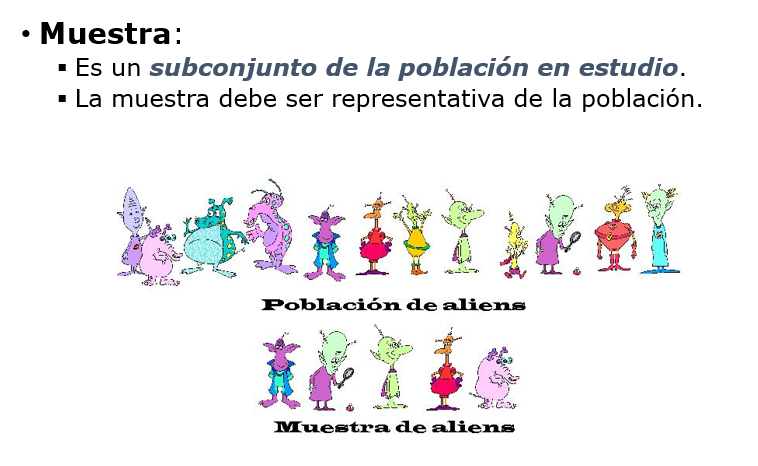 • Muestra:
▪ Es un subconjunto de la población en estudio.
▪ La muestra debe ser representativa de la población.
Población de aliens
Muestra de aliens